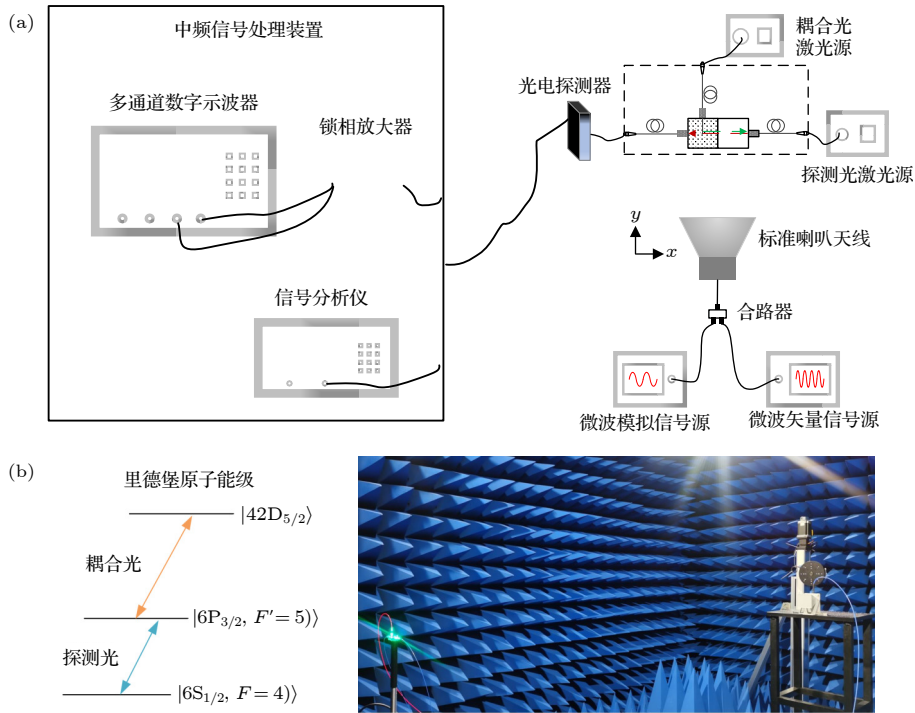 (a)
中频信号处理装置
多通道数字示波器
锁相放大器
信号分析仪
光电探测器
耦合光
激光源
探测光激光源
y
x
标准喇叭天线
合路器
微波模拟信号源
微波矢量信号源
(b)
里德堡原子能级
|42D₅/₂⟩
耦合光
|6P₃/₂, F′= 5)⟩
探测光
|6S₁/₂, F = 4)⟩